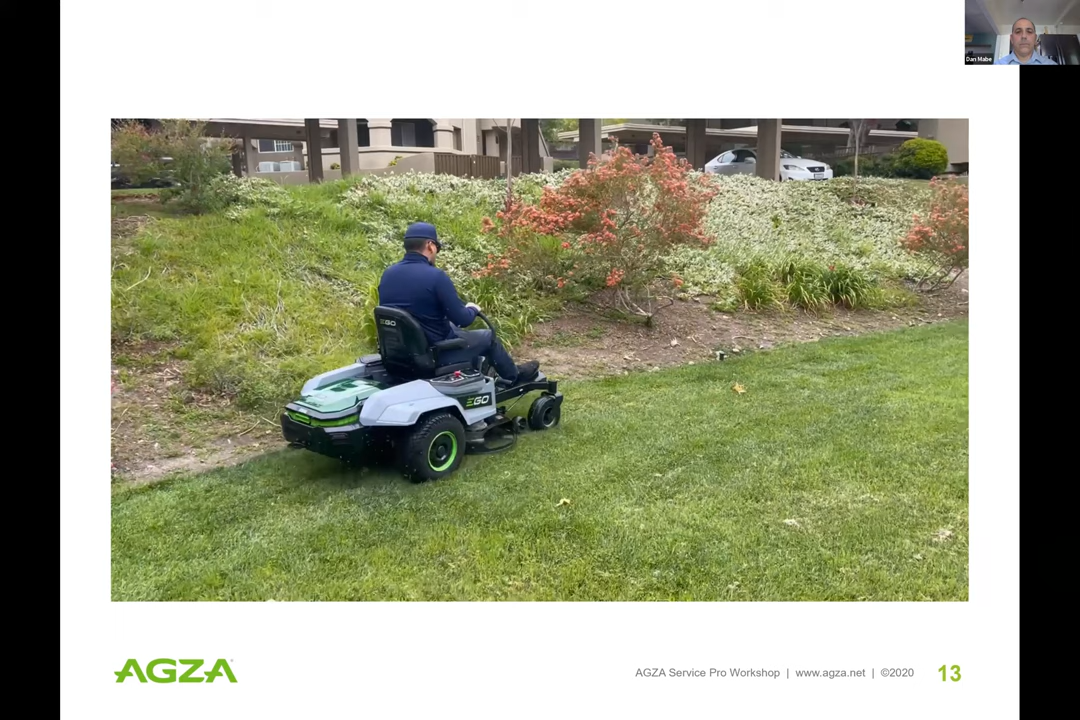 Dan Mabe
EGO
EGO
AGZA
AGZA Service Pro Workshop | www.agza.net | ©2020
13